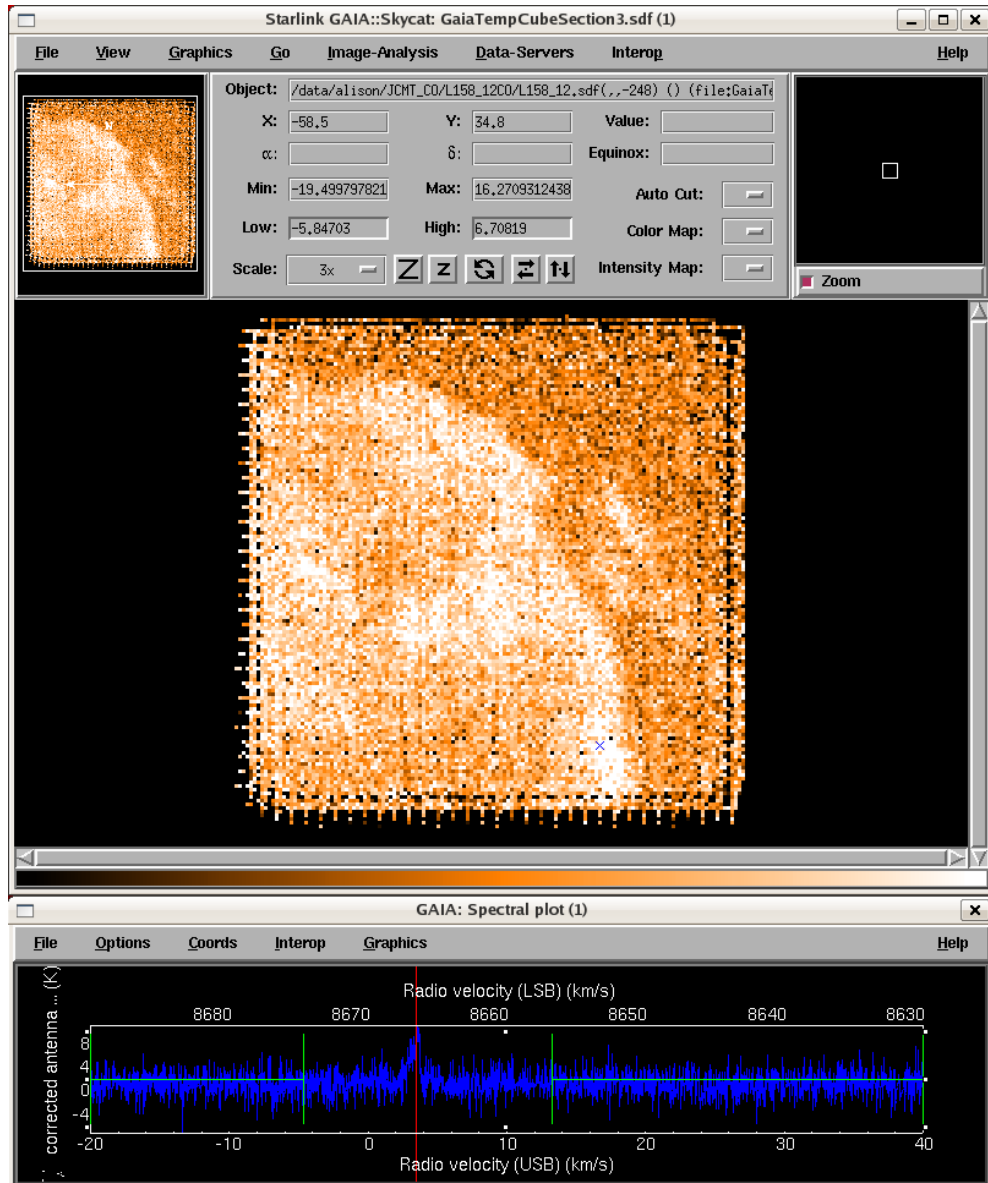 Starlink GAIA::Skycat: GaiaTempCubeSection3.sdf (1)
File View Graphics Go Image-Analysis Data-Servers Interop Help
Object: /data/alison/JCMT_CO/L158_12CO/L158_12.sdf(,,-248) () (file:GaiaTe
X: -58.5 Y: 34.8 Value:
α: δ: Equinox:
Min: -19.499797821 Max: 16.2709312438 Auto Cut:
Low: -5.84703 High: 6.70819 Color Map:
Scale: 3x Z z Intensity Map:
Zoom
N
GAIA: Spectral plot (1)
File Options Coords Interop Graphics Help
Radio velocity (LSB) (km/s)
8680 8670 8660 8650 8640 8630
corrected antenna ... (K)
8
4
0
-4
-20 -10 0 10 20 30 40
Radio velocity (USB) (km/s)